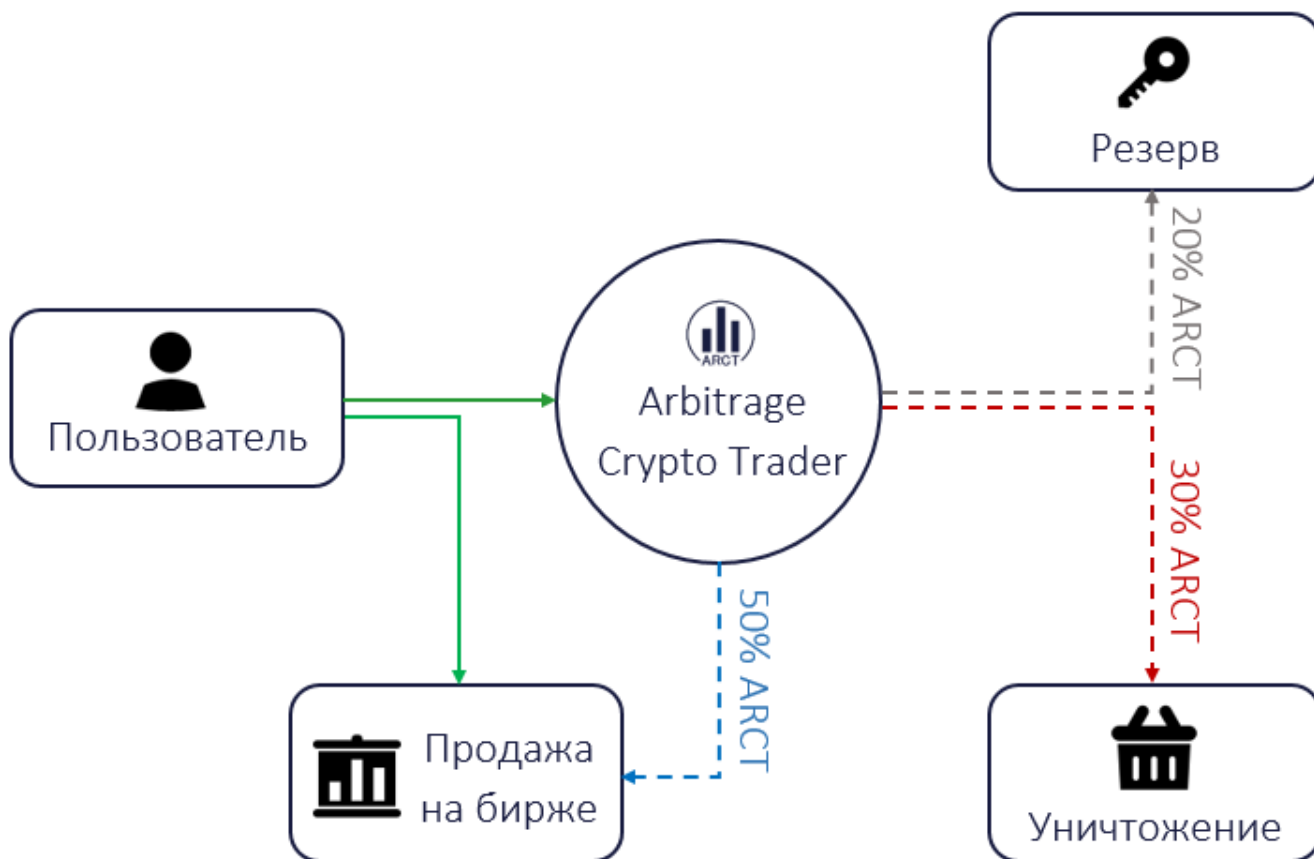 Резерв
20% ARCT
ARCT
Arbitrage
Crypto Trader
Пользователь
30% ARCT
50% ARCT
Продажа
на бирже
Уничтожение